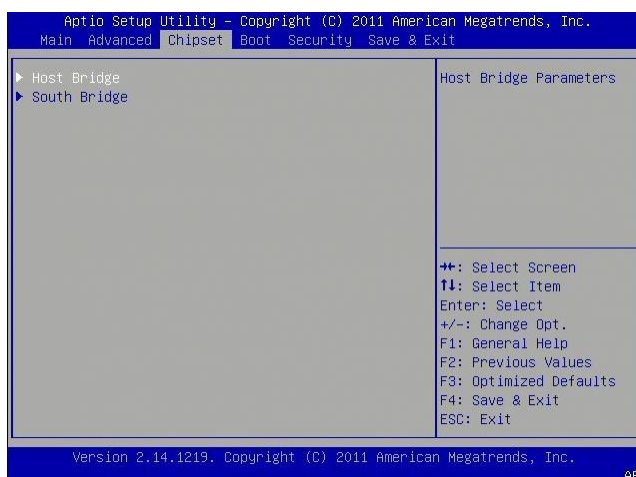 Aptio Setup Utility – Copyright (C) 2011 American Megatrends, Inc.
Main Advanced Chipset Boot Security Save & Exit
Host Bridge
South Bridge
Host Bridge Parameters
→←: Select Screen
↑↓: Select Item
Enter: Select
+/-: Change Opt.
F1: General Help
F2: Previous Values
F3: Optimized Defaults
F4: Save & Exit
ESC: Exit
Version 2.14.1219. Copyright (C) 2011 American Megatrends, Inc.